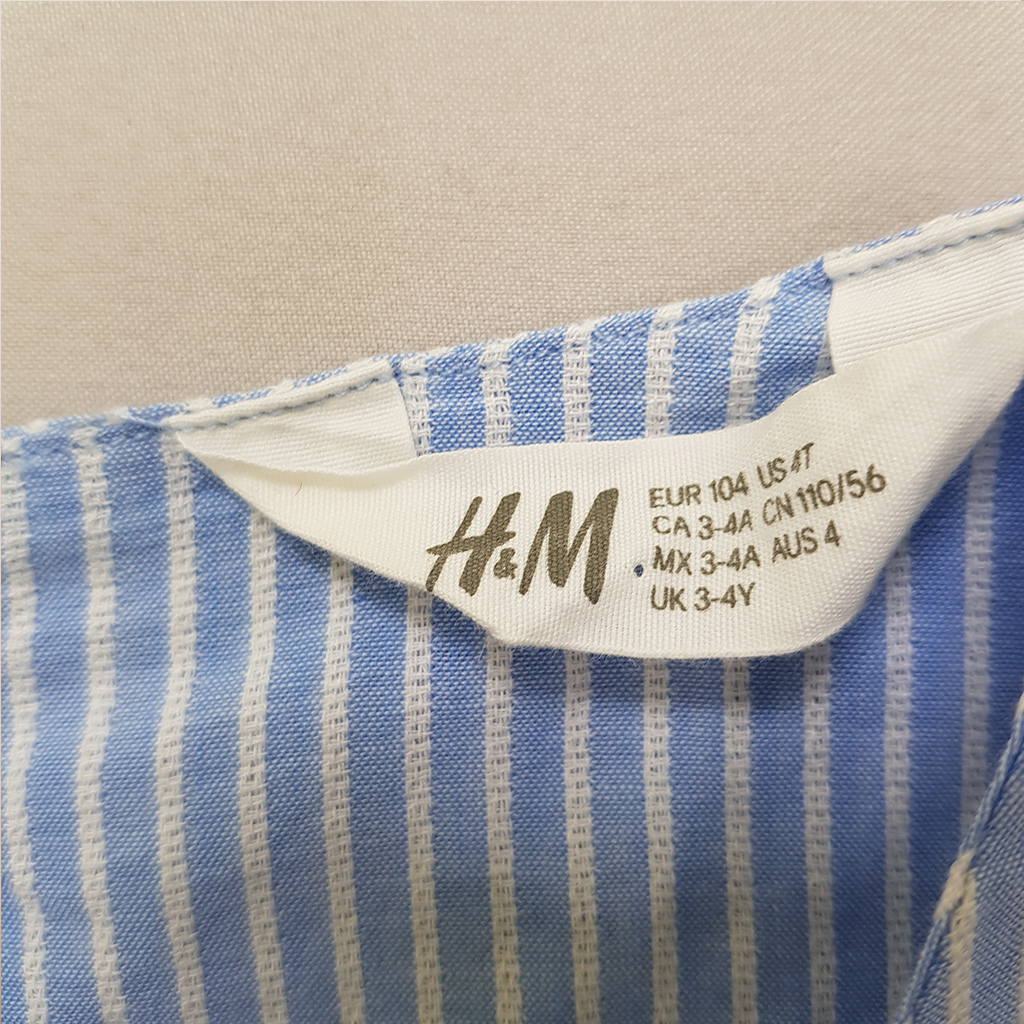 H&M
EUR 104 US 4T
CA 3-4A CN 110/56
MX 3-4A AUS 4
UK 3-4Y